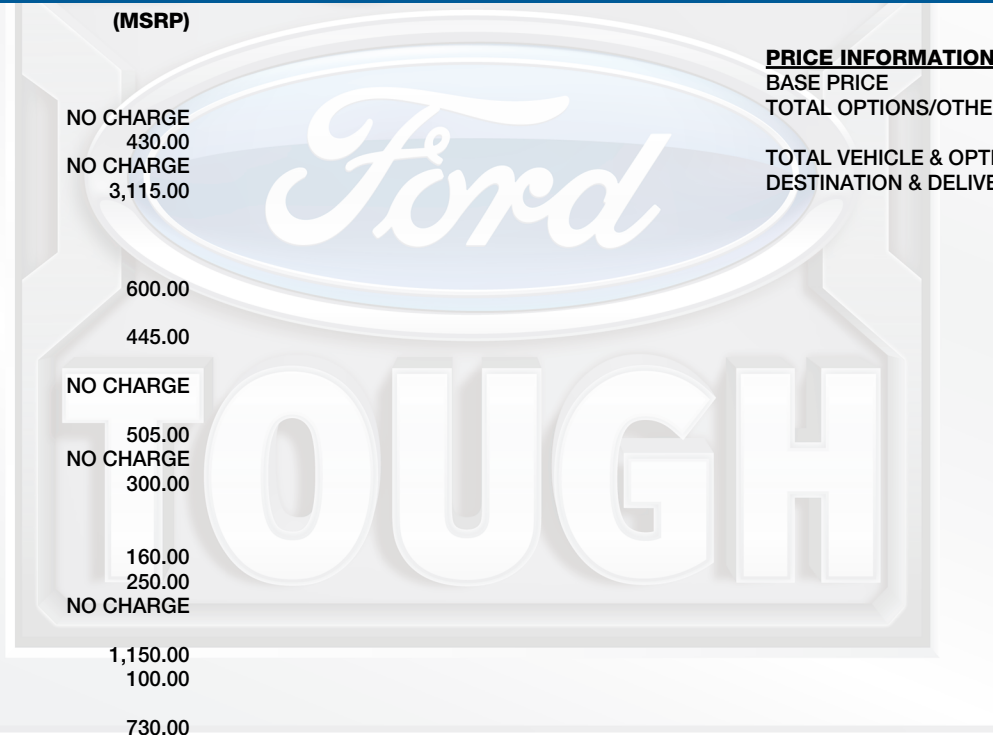 (MSRP)
NO CHARGE
430.00
NO CHARGE
3,115.00
600.00
445.00
NO CHARGE
505.00
NO CHARGE
300.00
160.00
250.00
NO CHARGE
1,150.00
100.00
730.00
PRICE INFORMATION
BASE PRICE
TOTAL OPTIONS/OTHE
TOTAL VEHICLE & OPTI
DESTINATION & DELIVE
Ford
TOUGH